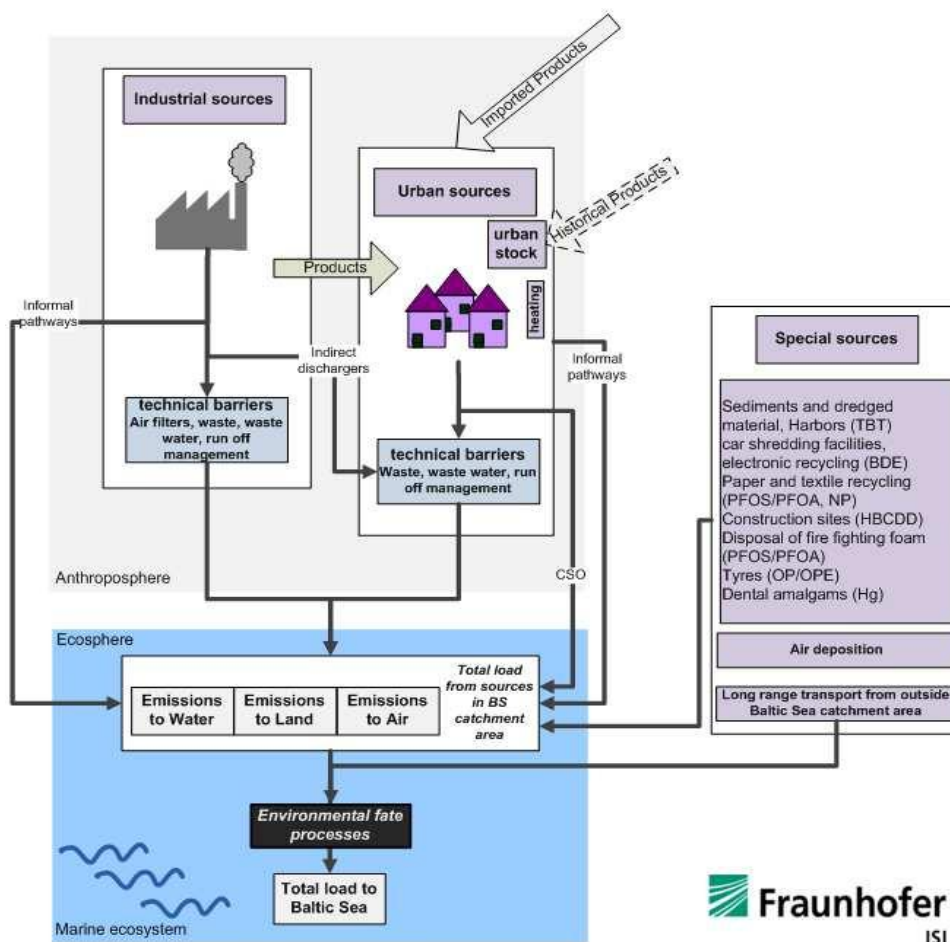 Imported Products
Industrial sources
Urban sources
Historical Products
urban
stock
Products
heating
Informal
pathways
Indirect
dischargers
Informal
pathways
Special sources
technical barriers
Air filters, waste, waste
water, run off
management
technical barriers
Waste, waste water, run
off management
Sediments and dredged
material, Harbors (TBT)
car shredding facilities,
electronic recycling (BDE)
Paper and textile recycling
(PFOS/PFOA, NP)
Construction sites (HBCDD)
Disposal of fire fighting foam
(PFOS/PFOA)
Tyres (OP/OPE)
Dental amalgams (Hg)
Anthroposphere
CSO
Ecosphere
Air deposition
Emissions
to Water
Emissions
to Land
Emissions
to Air
Total load
from sources
in BS
catchment
area
Long range transport from outside
Baltic Sea catchment area
Environmental fate
processes
Total load to
Baltic Sea
Marine ecosystem
Fraunhofer
ISI